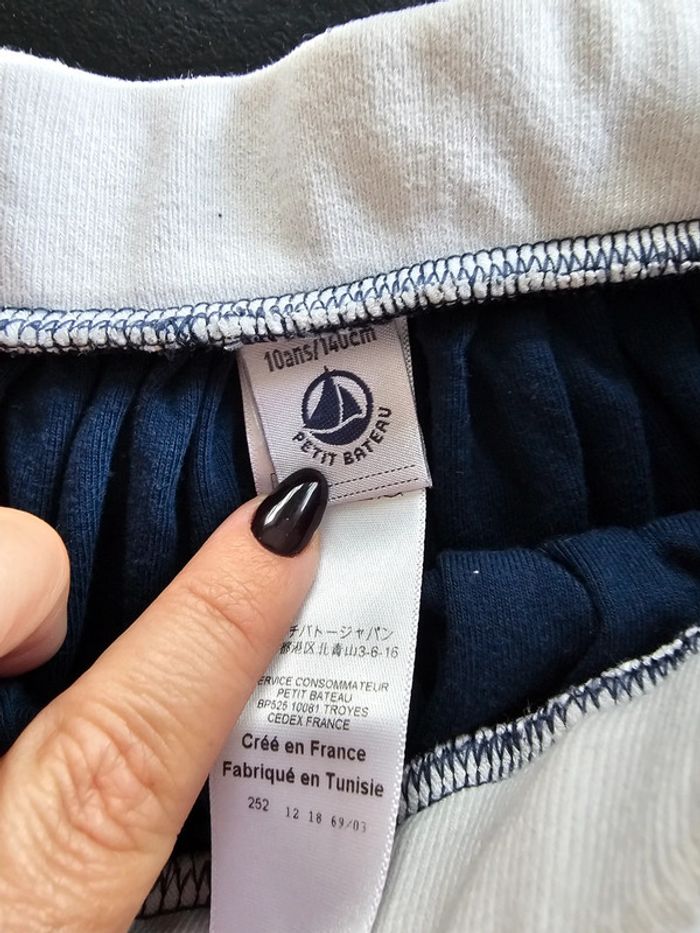 10ans/140cm
PETIT BATEAU
チバトージャパン
港区北青山3-6-16
ERVICE CONSOMMATEUR
PETIT BATEAU
BP525 10081 TROYES
CEDEX FRANCE
Créé en France
Fabriqué en Tunisie
252 12 18 69/03